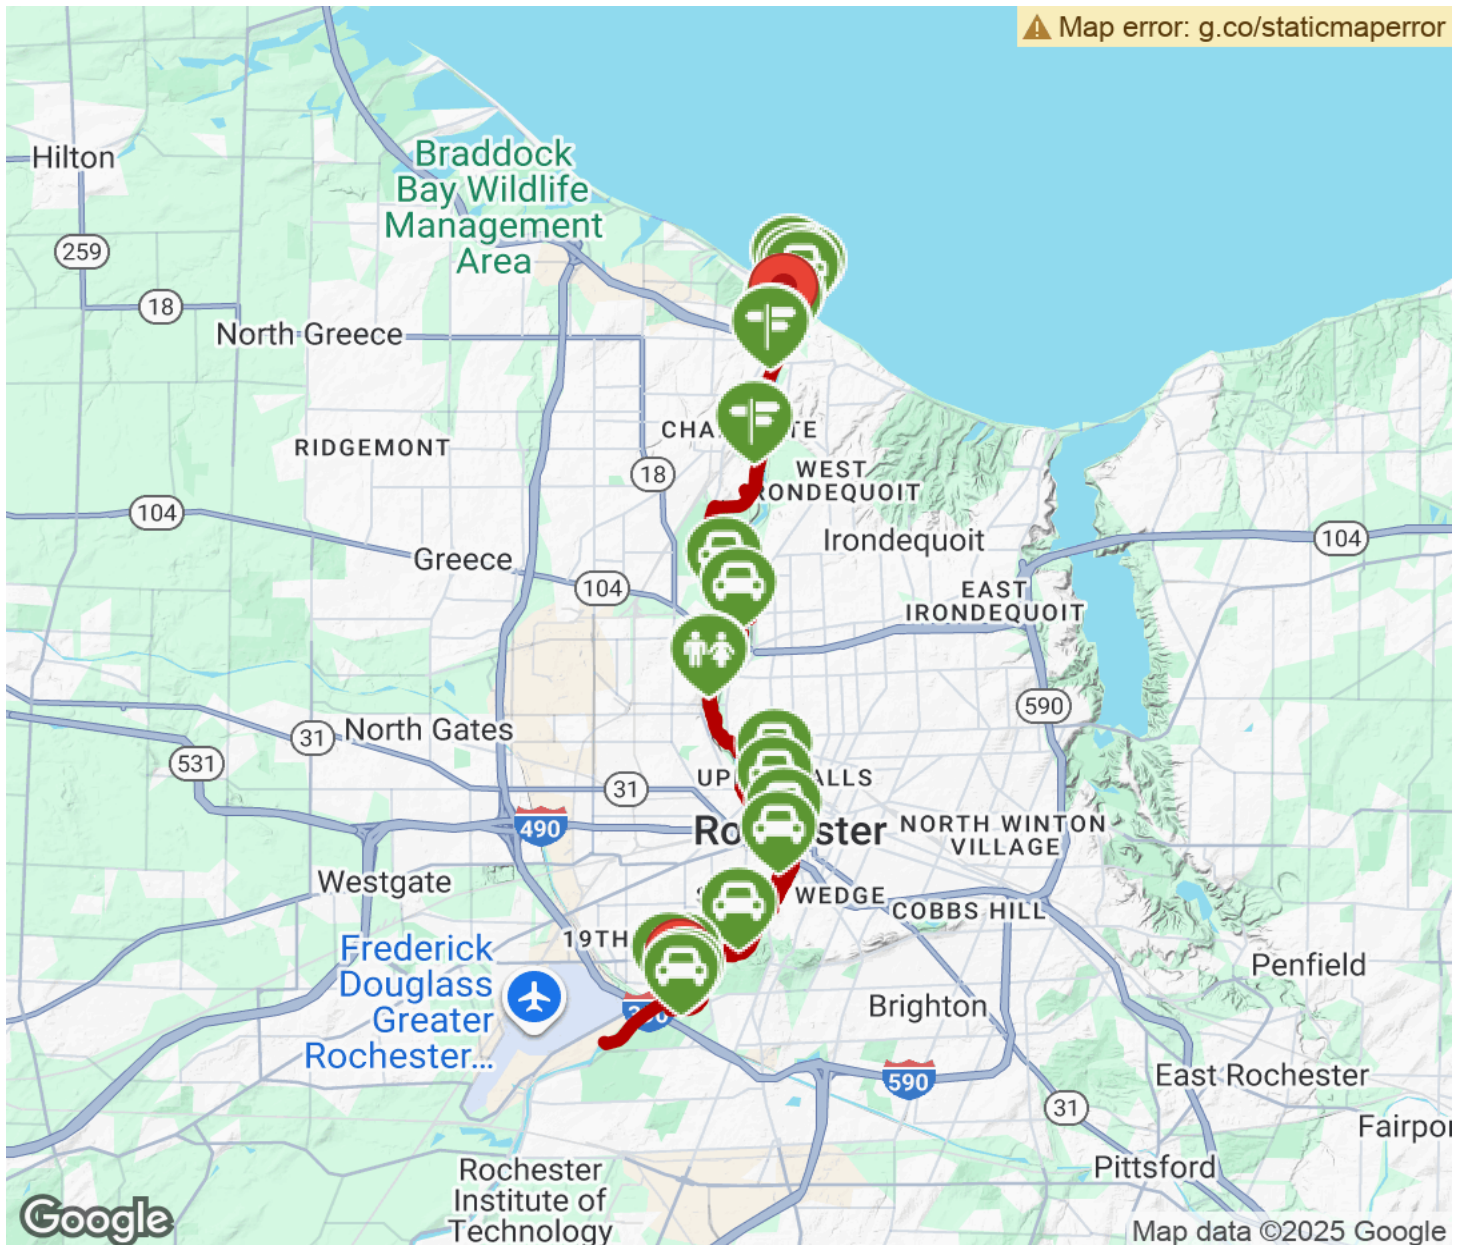 Map error: g.co/staticmaperror
Hilton
Braddock
Bay Wildlife
Management
Area
259
18
North Greece
RIDGEMONT
18
WEST
IRONDEQUOIT
104
Irondequoit
104
Greece
104
EAST
IRONDEQUOIT
590
31
North Gates
531
31
490
NORTH WINTON
VILLAGE
Westgate
WEDGE
COBBS HILL
19TH
Frederick
Douglass
Greater
Rochester...
Penfield
Brighton
590
East Rochester
31
Pittsford
Rochester
Institute of
Technology
Google
Map data ©2025 Google